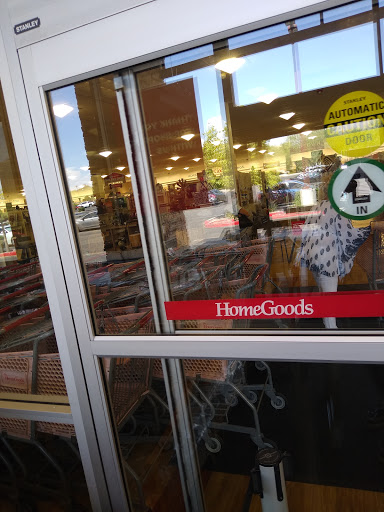 STANLEY
STANLEY
AUTOMATIC
CAUTION
DOOR
IN
HomeGoods